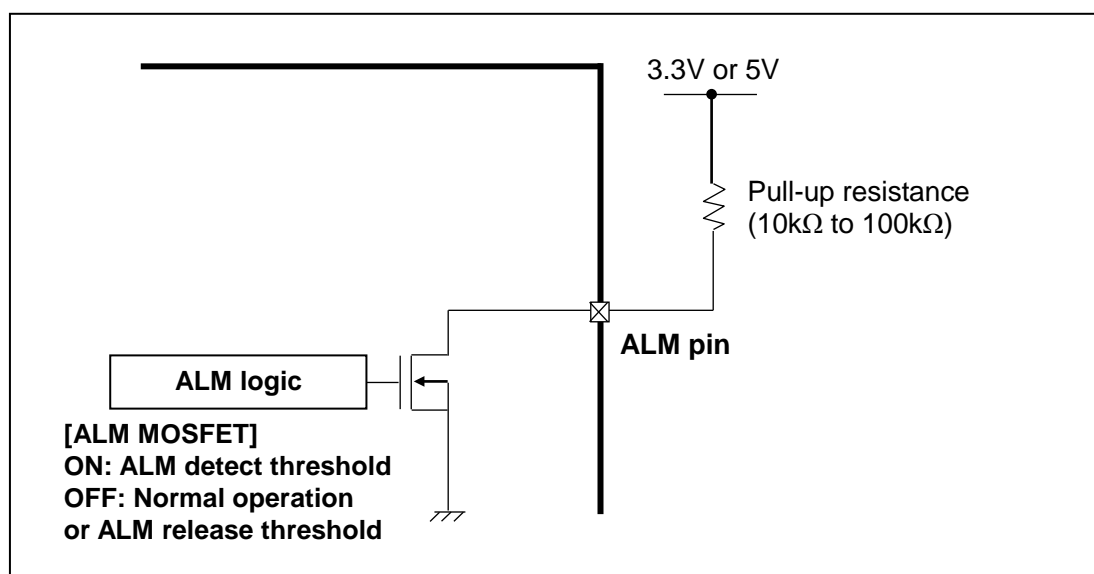 3.3V or 5V
Pull-up resistance
(10kΩ to 100kΩ)
ALM pin
ALM logic
[ALM MOSFET]
ON: ALM detect threshold
OFF: Normal operation
or ALM release threshold